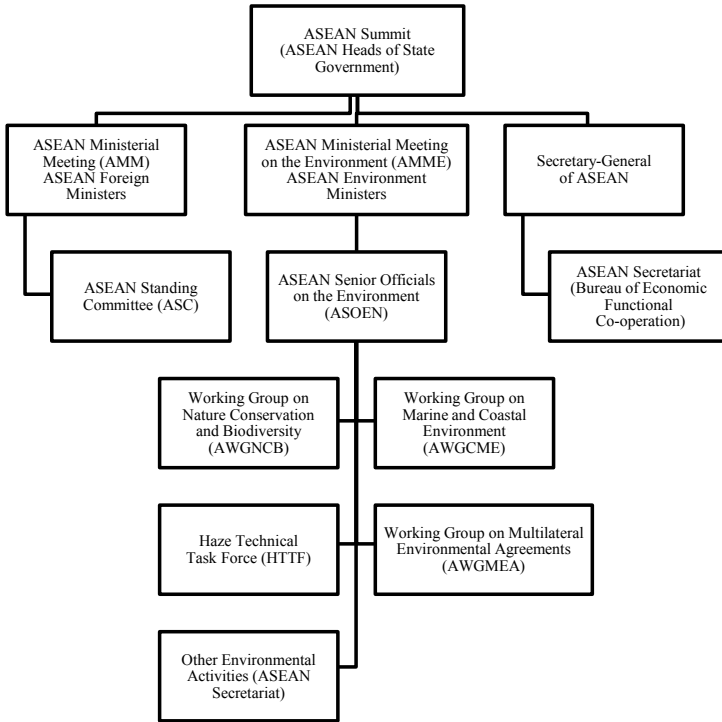 ASEAN Summit
(ASEAN Heads of State
Government)
ASEAN Ministerial
Meeting (AMM)
ASEAN Foreign
Ministers
ASEAN Ministerial Meeting
on the Environment (AMME)
ASEAN Environment
Ministers
Secretary-General
of ASEAN
ASEAN Standing
Committee (ASC)
ASEAN Senior Officials
on the Environment
(ASOEN)
ASEAN Secretariat
(Bureau of Economic
Functional
Co-operation)
Working Group on
Nature Conservation
and Biodiversity
(AWGNCB)
Working Group on
Marine and Coastal
Environment
(AWGCME)
Haze Technical
Task Force (HTTF)
Working Group on Multilateral
Environmental Agreements
(AWGMEA)
Other Environmental
Activities (ASEAN
Secretariat)